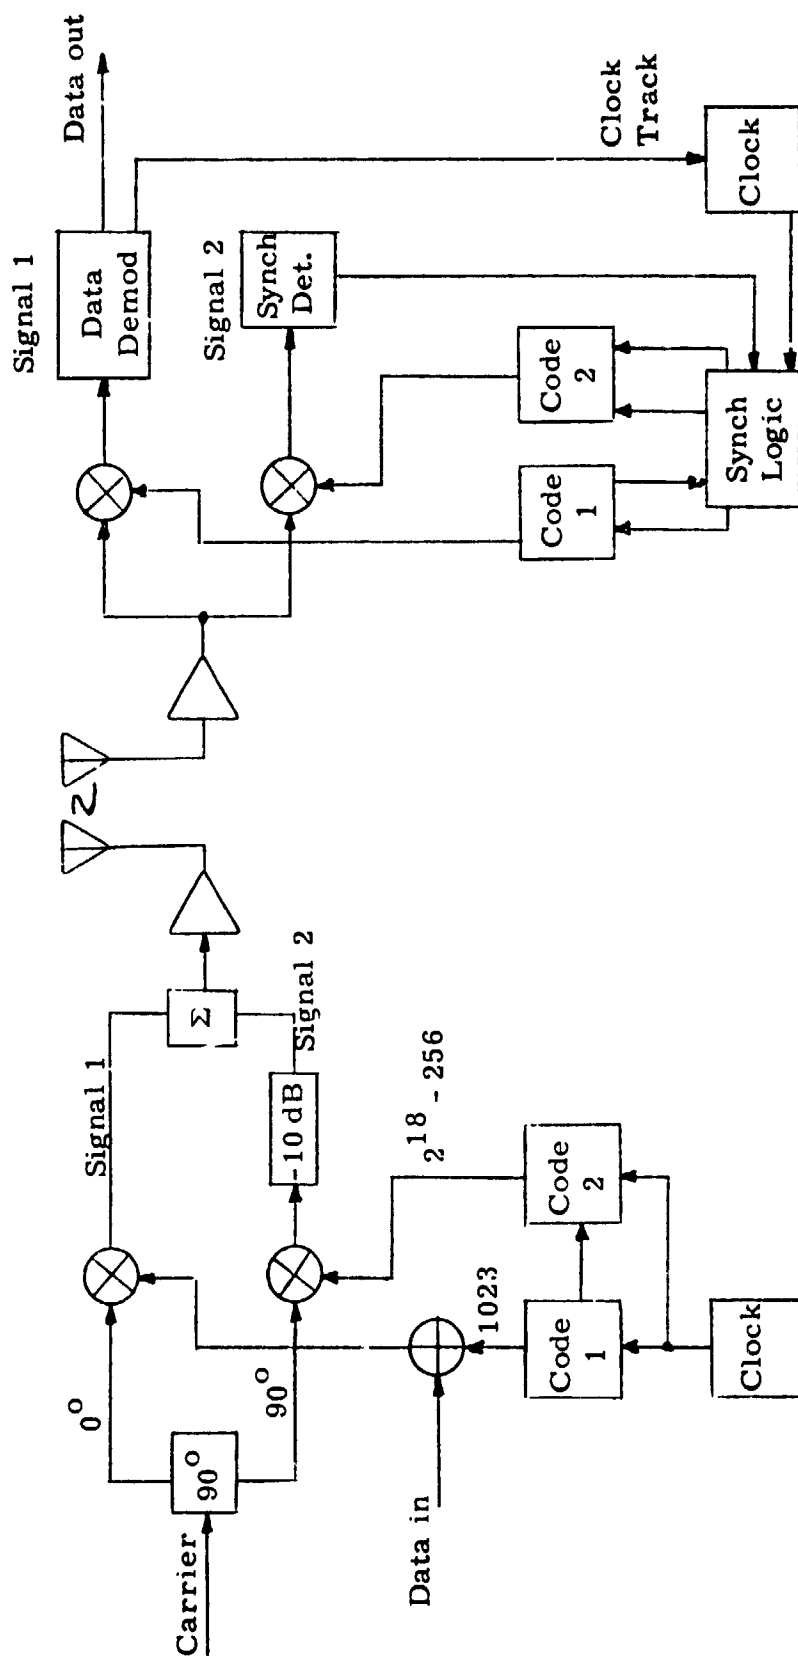 Carrier
90°
0°
90°
Signal 1
Σ
-10 dB
Signal 2
Data in
1023
2^18 - 256
Code
1
Code
2
Clock
Signal 1
Data
Demod
Data out
Signal 2
Synch
Det.
Code
1
Code
2
Synch
Logic
Clock
Track
Clock